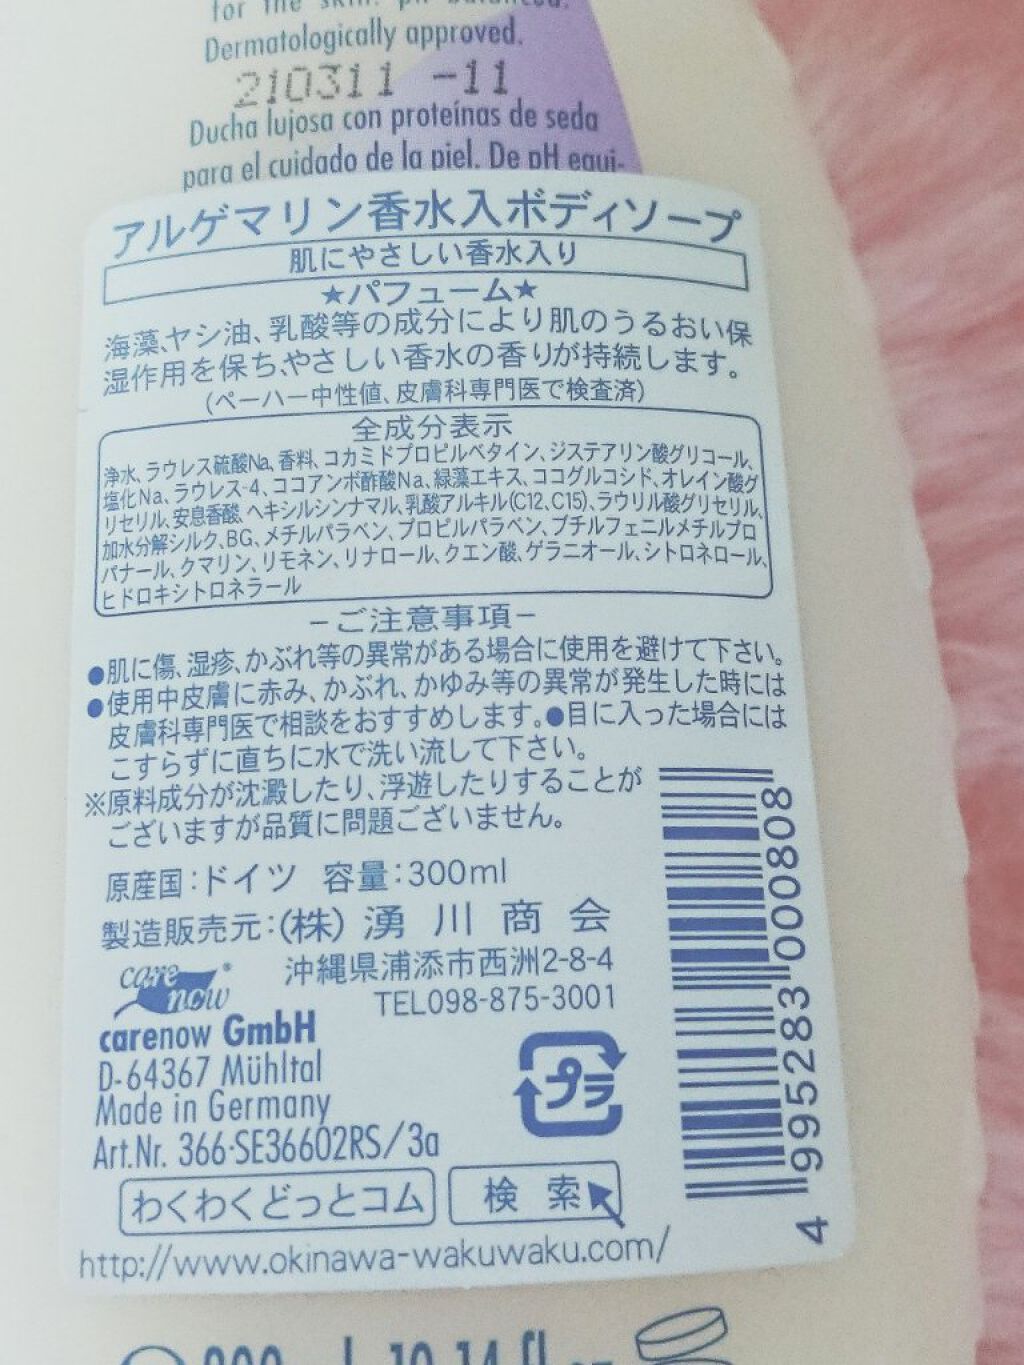 for the skin. pH balanced.
Dermatologically approved.
210311 -11
Ducha lujosa con proteínas de seda
para el cuidado de la piel. De pH equi-
アルゲマリン香水入ボディソープ
肌にやさしい香水入り
★パフューム★
海藻、ヤシ油、乳酸等の成分により肌のうるおい保
湿作用を保ち、やさしい香水の香りが持続します。
(ペーハー中性値、皮膚科専門医で検査済)
全成分表示
浄水、ラウレス硫酸Na、香料、コカミドプロピルベタイン、ジステアリン酸グリコール、
塩化Na、ラウレス-4、ココアンポ酢酸Na、緑藻エキス、ココグルコシド、オレイン酸グ
リセリル、安息香酸、ヘキシルシンナマル、乳酸アルキル(C12、C15)、ラウリル酸グリセリル、
加水分解シルク、BG、メチルパラベン、プロピルパラベン、ブチルフェニルメチルプロ
パナール、クマリン、リモネン、リナロール、クエン酸、ゲラニオール、シトロネロール、
ヒドロキシトロネラール
−ご注意事項−
●肌に傷、湿疹、かぶれ等の異常がある場合に使用を避けて下さい。
●使用中皮膚に赤み、かぶれ、かゆみ等の異常が発生した時には
皮膚科専門医で相談をおすすめします。●目に入った場合には
こすらずに直ちに水で洗い流して下さい。
※原料成分が沈澱したり、浮遊したりすることが
ございますが品質に問題ございません。
原産国:ドイツ 容量:300ml
製造販売元:(株)湧川商会
沖縄県浦添市西洲2-8-4
TEL098-875-3001
care now®
carenow GmbH
D-64367 Mühltal
Made in Germany
Art.Nr. 366-SE36602RS/3a
プラ
4 995283 000808
わくわくどっとコム 検索
http://www.okinawa-wakuwaku.com/